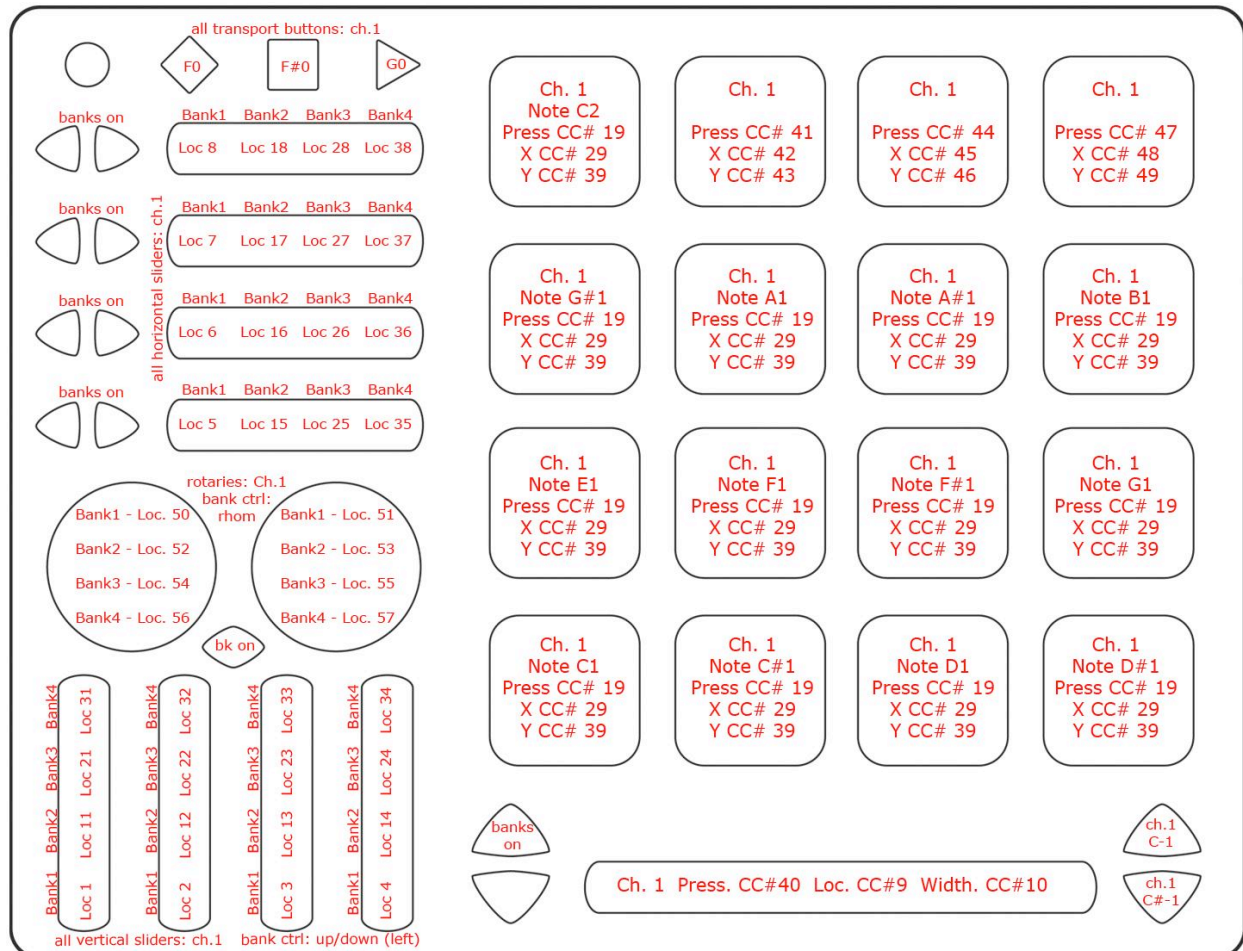 all transport buttons: ch.1
F0
F#0
G0
banks on
Bank1 Bank2 Bank3 Bank4
Loc 8 Loc 18 Loc 28 Loc 38
banks on
Bank1 Bank2 Bank3 Bank4
Loc 7 Loc 17 Loc 27 Loc 37
all horizontal sliders: ch.1
banks on
Bank1 Bank2 Bank3 Bank4
Loc 6 Loc 16 Loc 26 Loc 36
banks on
Bank1 Bank2 Bank3 Bank4
Loc 5 Loc 15 Loc 25 Loc 35
rotaries: Ch.1
bank ctrl:
rhom
Bank1 - Loc. 50
Bank2 - Loc. 52
Bank3 - Loc. 54
Bank4 - Loc. 56
Bank1 - Loc. 51
Bank2 - Loc. 53
Bank3 - Loc. 55
Bank4 - Loc. 57
bk on
Bank1 Bank2 Bank3 Bank4
Loc 1 Loc 11 Loc 21 Loc 31
Bank1 Bank2 Bank3 Bank4
Loc 2 Loc 12 Loc 22 Loc 32
Bank1 Bank2 Bank3 Bank4
Loc 3 Loc 13 Loc 23 Loc 33
Bank1 Bank2 Bank3 Bank4
Loc 4 Loc 14 Loc 24 Loc 34
all vertical sliders: ch.1 bank ctrl: up/down (left)
Ch. 1
Note C2
Press CC# 19
X CC# 29
Y CC# 39
Ch. 1
Press CC# 41
X CC# 42
Y CC# 43
Ch. 1
Press CC# 44
X CC# 45
Y CC# 46
Ch. 1
Press CC# 47
X CC# 48
Y CC# 49
Ch. 1
Note G#1
Press CC# 19
X CC# 29
Y CC# 39
Ch. 1
Note A1
Press CC# 19
X CC# 29
Y CC# 39
Ch. 1
Note A#1
Press CC# 19
X CC# 29
Y CC# 39
Ch. 1
Note B1
Press CC# 19
X CC# 29
Y CC# 39
Ch. 1
Note E1
Press CC# 19
X CC# 29
Y CC# 39
Ch. 1
Note F1
Press CC# 19
X CC# 29
Y CC# 39
Ch. 1
Note F#1
Press CC# 19
X CC# 29
Y CC# 39
Ch. 1
Note G1
Press CC# 19
X CC# 29
Y CC# 39
Ch. 1
Note C1
Press CC# 19
X CC# 29
Y CC# 39
Ch. 1
Note C#1
Press CC# 19
X CC# 29
Y CC# 39
Ch. 1
Note D1
Press CC# 19
X CC# 29
Y CC# 39
Ch. 1
Note D#1
Press CC# 19
X CC# 29
Y CC# 39
banks
on
Ch. 1 Press. CC#40 Loc. CC#9 Width. CC#10
ch.1
C-1
ch.1
C#-1